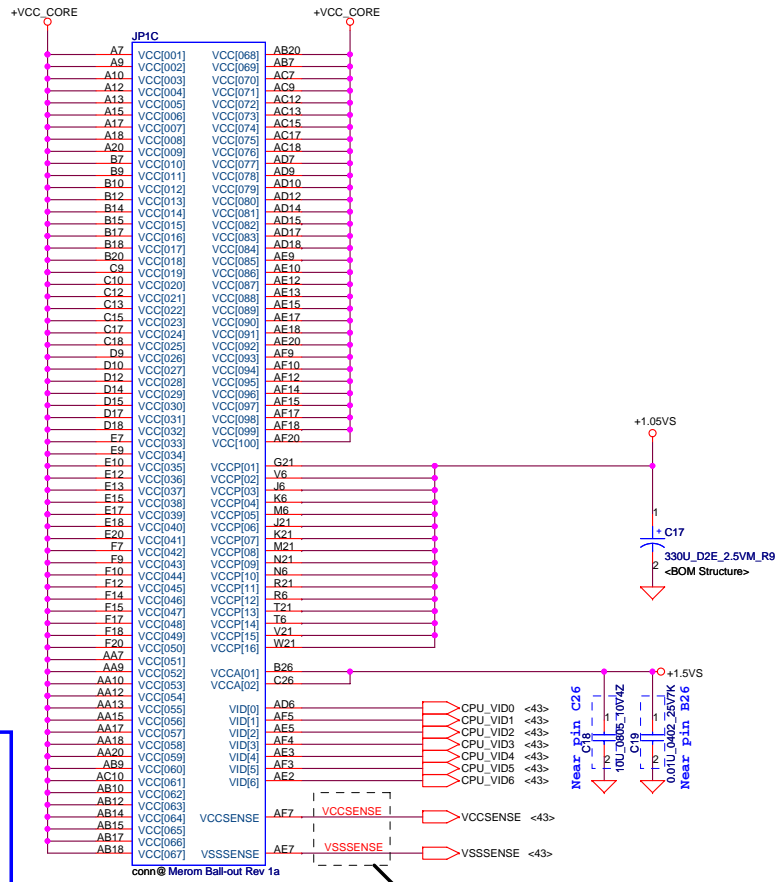 +VCC_CORE +VCC_CORE
JP1C
A7 VCC[001] VCC[068] AB20
A9 VCC[002] VCC[069] AB7
A10 VCC[003] VCC[070] AC7
A12 VCC[004] VCC[071] AC9
A13 VCC[005] VCC[072] AC12
A15 VCC[006] VCC[073] AC13
A17 VCC[007] VCC[074] AC15
A18 VCC[008] VCC[075] AC17
A20 VCC[009] VCC[076] AC18
B7 VCC[010] VCC[077] AD7
B9 VCC[011] VCC[078] AD9
B10 VCC[012] VCC[079] AD10
B12 VCC[013] VCC[080] AD12
B14 VCC[014] VCC[081] AD14
B15 VCC[015] VCC[082] AD15
B17 VCC[016] VCC[083] AD17
B18 VCC[017] VCC[084] AD18
B20 VCC[018] VCC[085] AE9
C9 VCC[019] VCC[086] AE10
C10 VCC[020] VCC[087] AE12
C12 VCC[021] VCC[088] AE13
C13 VCC[022] VCC[089] AE15
C15 VCC[023] VCC[090] AE17
C17 VCC[024] VCC[091] AE18
C18 VCC[025] VCC[092] AE20
D9 VCC[026] VCC[093] AF9
D10 VCC[027] VCC[094] AF10
D12 VCC[028] VCC[095] AF12
D14 VCC[029] VCC[096] AF14
D15 VCC[030] VCC[097] AF15
D17 VCC[031] VCC[098] AF17
D18 VCC[032] VCC[099] AF18
E7 VCC[033] VCC[100] AF20
E9 VCC[034]
E10 VCC[035] VCCP[01] G21
E12 VCC[036] VCCP[02] V6
E13 VCC[037] VCCP[03] J6
E15 VCC[038] VCCP[04] K6
E17 VCC[039] VCCP[05] M6
E18 VCC[040] VCCP[06] J21
E20 VCC[041] VCCP[07] K21
F7 VCC[042] VCCP[08] M21
F9 VCC[043] VCCP[09] N21
F10 VCC[044] VCCP[10] N6
F12 VCC[045] VCCP[11] R21
F14 VCC[046] VCCP[12] R6
F15 VCC[047] VCCP[13] T21
F17 VCC[048] VCCP[14] T6
F18 VCC[049] VCCP[15] V21
F20 VCC[050] VCCP[16] W21
AA7 VCC[051]
AA9 VCC[052] VCCA[01] B26
AA10 VCC[053] VCCA[02] C26
AA12 VCC[054]
AA13 VCC[055] VID[0] AD6 CPU_VID0 <43>
AA15 VCC[056] VID[1] AF5 CPU_VID1 <43>
AA17 VCC[057] VID[2] AE5 CPU_VID2 <43>
AA18 VCC[058] VID[3] AF4 CPU_VID3 <43>
AA20 VCC[059] VID[4] AE3 CPU_VID4 <43>
AB9 VCC[060] VID[5] AF3 CPU_VID5 <43>
AC10 VCC[061] VID[6] AE2 CPU_VID6 <43>
AB10 VCC[062]
AB12 VCC[063]
AB14 VCC[064] VCCSENSE AF7 VCCSENSE VCCSENSE <43>
AB15 VCC[065]
AB17 VCC[066]
AB18 VCC[067] VSSSENSE AE7 VSSSENSE VSSSENSE <43>
conn@ Merom Ball-out Rev 1a
+1.05VS
1
+ C17
330U_D2E_2.5VM_R9
2
<BOM Structure>
+1.5VS
Near pin C26
1
2
C18
10U_0805_10V4Z
1
2
C19
0.01U_0402_25V7K
Near pin B26